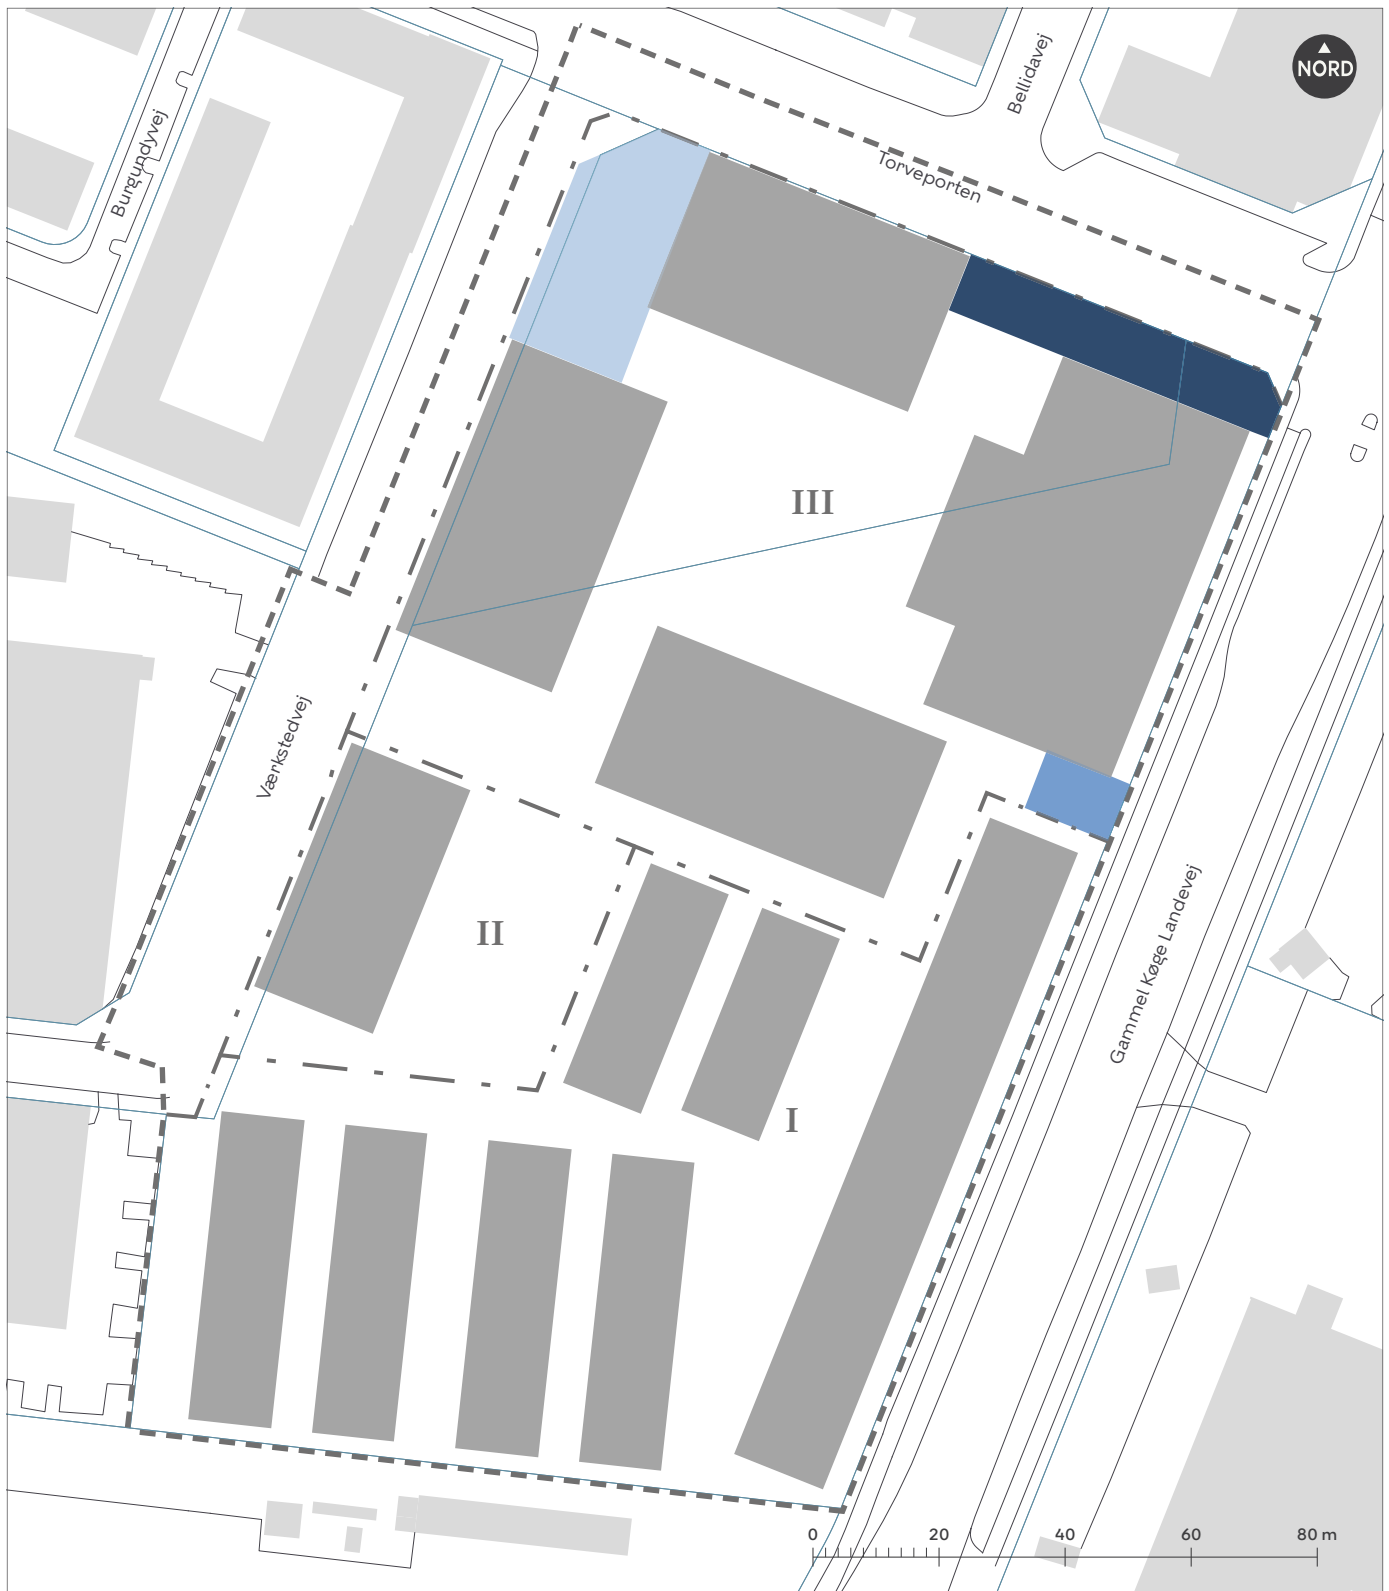 NORD
Bellidavej
Burgundyvej
Torveporten
III
Værkstedvej
II
Gammel Køge Landevej
I
0 20 40 60 80 m